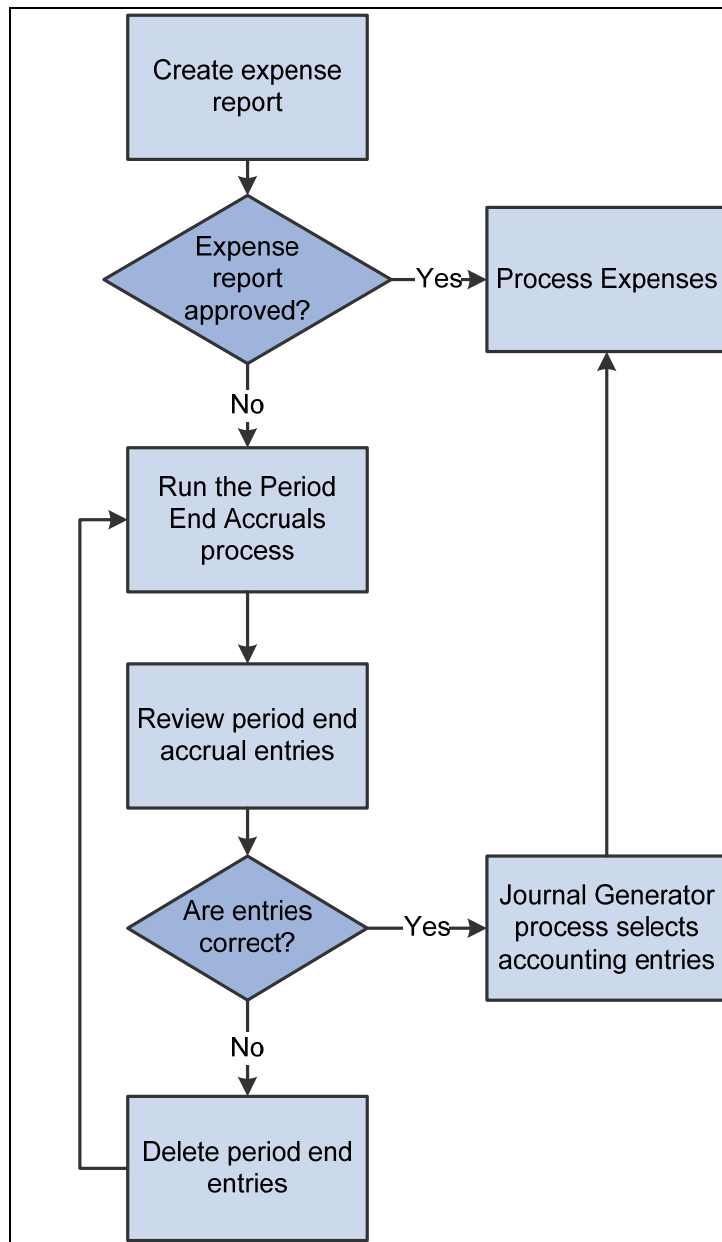 Create expense
report
Expense
report
approved?
Yes
Process Expenses
No
Run the Period
End Accruals
process
Review period end
accrual entries
Are entries
correct?
Yes
Journal Generator
process selects
accounting entries
No
Delete period end
entries